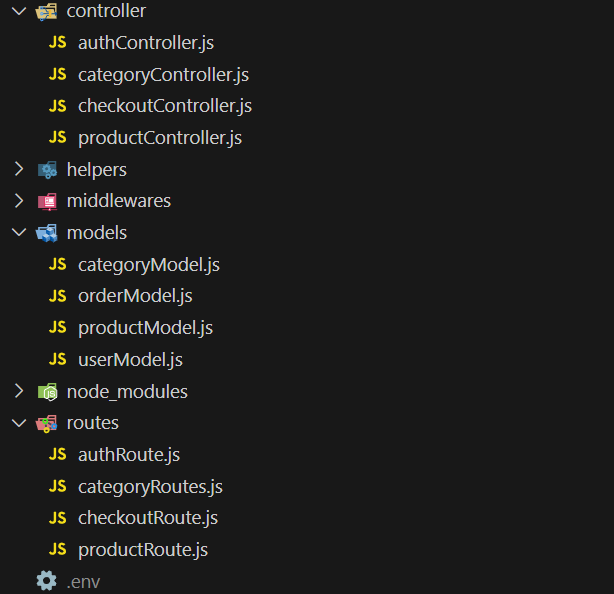 controller
JS authController.js
JS categoryController.js
JS checkoutController.js
JS productController.js
helpers
middlewares
models
JS categoryModel.js
JS orderModel.js
JS productModel.js
JS userModel.js
node_modules
routes
JS authRoute.js
JS categoryRoutes.js
JS checkoutRoute.js
JS productRoute.js
.env